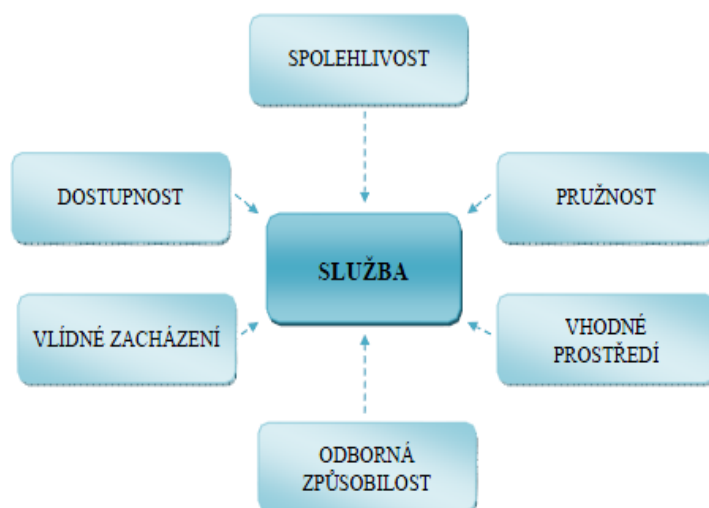 SPOLEHLIVOST
DOSTUPNOST
PRUŽNOST
SLUŽBA
VLÍDNÉ ZACHÁZENÍ
VHODNÉ
PROSTŘEDÍ
ODBORNÁ
ZPŮSOBILOST